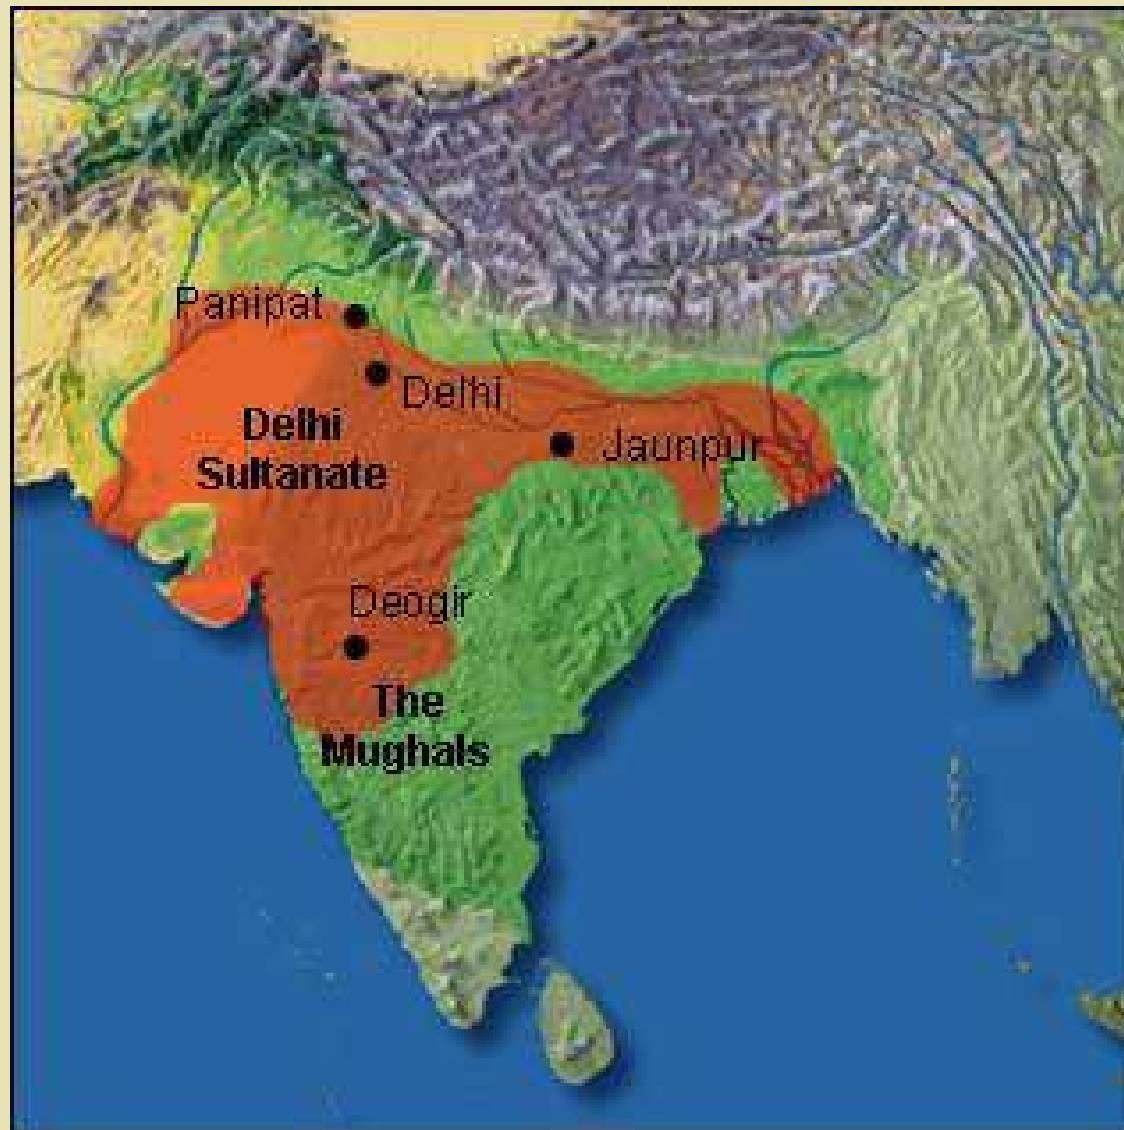 Panipat
Delhi
Delhi
Sultanate
Jaunpur
Deogir
The
Mughals